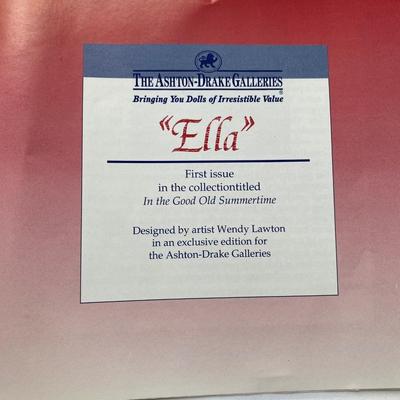 THE ASHTON-DRAKE GALLERIES®
Bringing You Dolls of Irresistible Value
"Ella"
First issue
in the collectiontitled
In the Good Old Summertime
Designed by artist Wendy Lawton
in an exclusive edition for
the Ashton-Drake Galleries